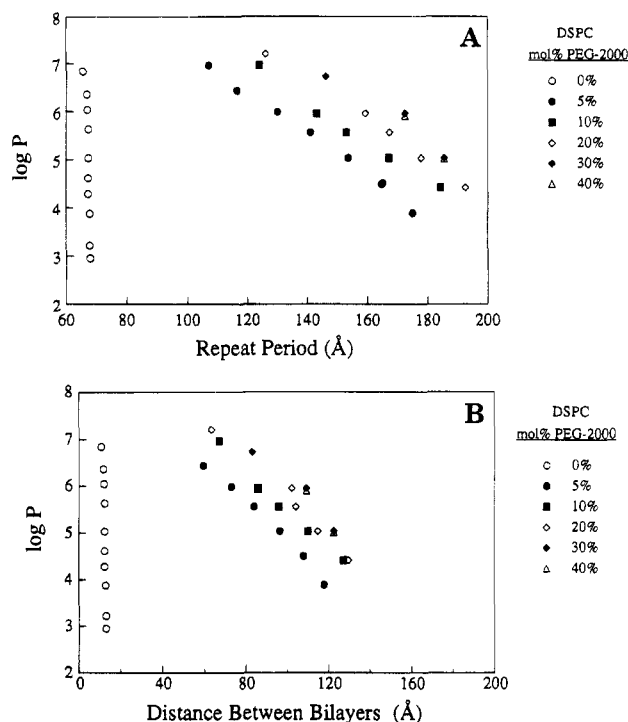 A
DSPC
mol% PEG-2000
0%
5%
10%
20%
30%
40%
log P
8
7
6
5
4
3
2
60 80 100 120 140 160 180 200
Repeat Period (Å)
B
DSPC
mol% PEG-2000
0%
5%
10%
20%
30%
40%
log P
8
7
6
5
4
3
2
0 40 80 120 160 200
Distance Between Bilayers (Å)